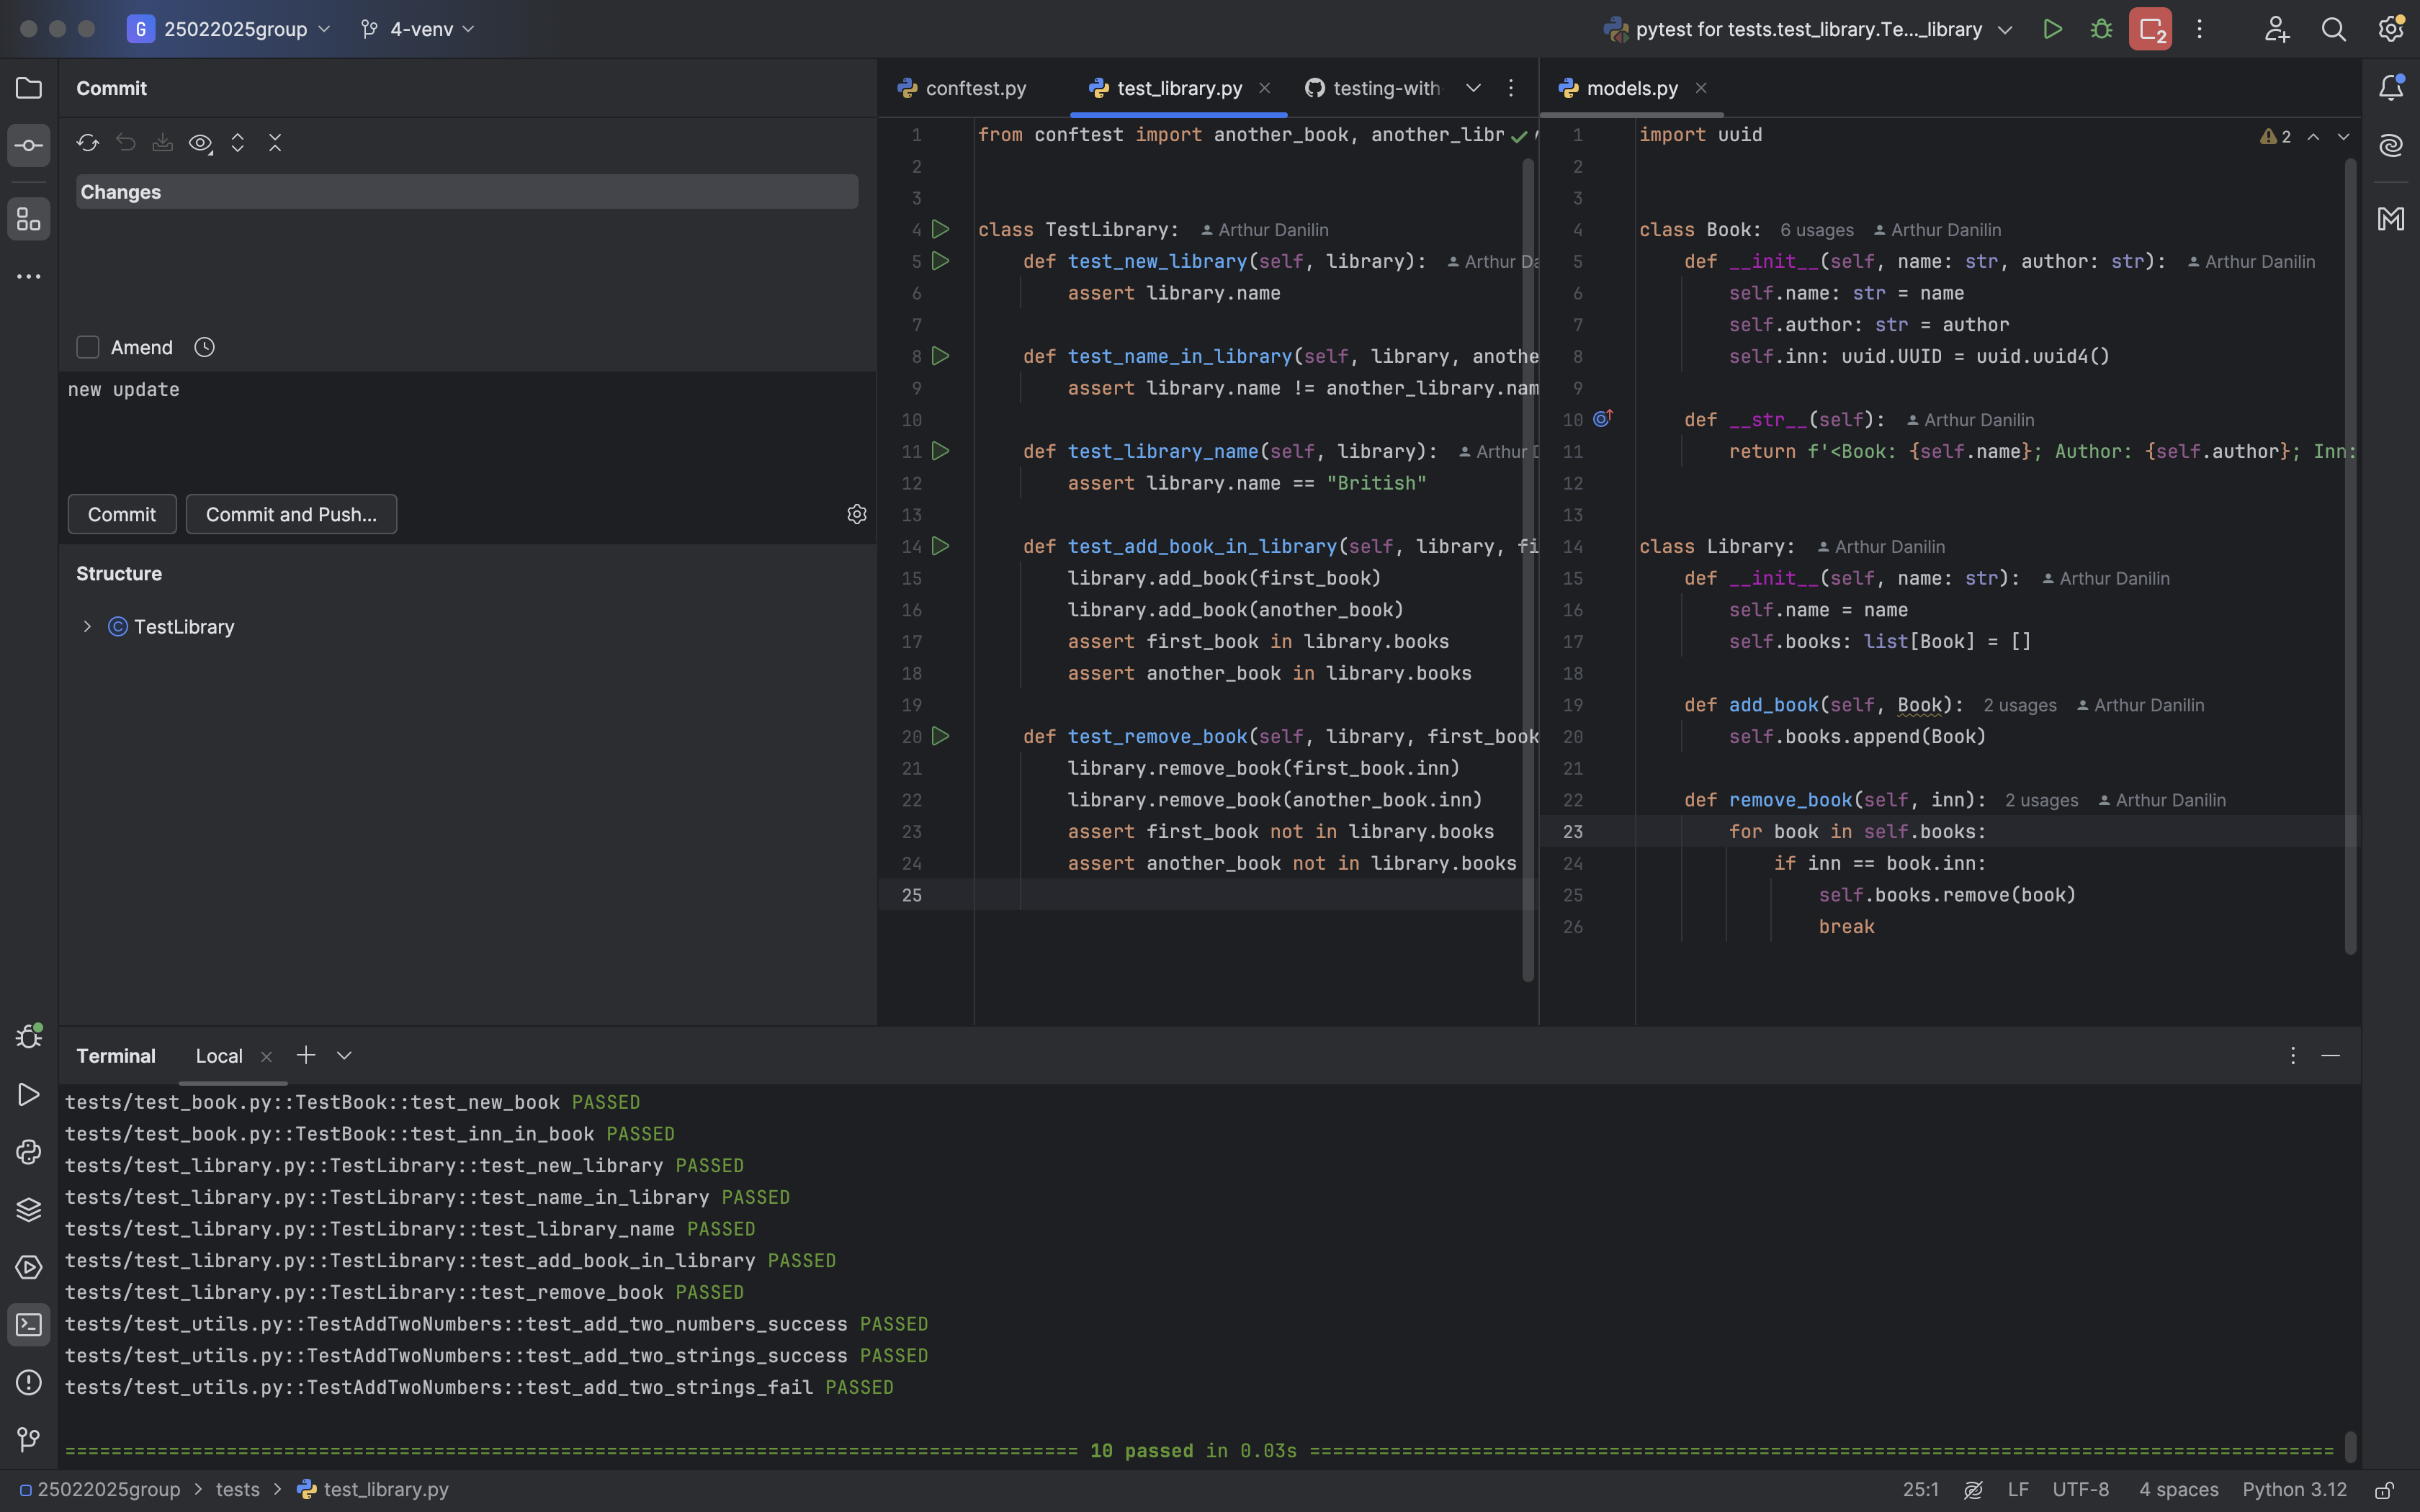 G 25022025group 4-venv pytest for tests.test_library.Te..._library 2
Commit
Changes
Amend
new update
Commit Commit and Push...
Structure
TestLibrary
conftest.py test_library.py testing-with
1 from conftest import another_book, another_libr
2
3
4 class TestLibrary: Arthur Danilin
5 def test_new_library(self, library): Arthur Da
6 assert library.name
7
8 def test_name_in_library(self, library, anothe
9 assert library.name != another_library.nam
10
11 def test_library_name(self, library): Arthur D
12 assert library.name == "British"
13
14 def test_add_book_in_library(self, library, fi
15 library.add_book(first_book)
16 library.add_book(another_book)
17 assert first_book in library.books
18 assert another_book in library.books
19
20 def test_remove_book(self, library, first_book
21 library.remove_book(first_book.inn)
22 library.remove_book(another_book.inn)
23 assert first_book not in library.books
24 assert another_book not in library.books
25
models.py
2
1 import uuid
2
3
4 class Book: 6 usages Arthur Danilin
5 def __init__(self, name: str, author: str): Arthur Danilin
6 self.name: str = name
7 self.author: str = author
8 self.inn: uuid.UUID = uuid.uuid4()
9
10 def __str__(self): Arthur Danilin
11 return f'<Book: {self.name}; Author: {self.author}; Inn:
12
13
14 class Library: Arthur Danilin
15 def __init__(self, name: str): Arthur Danilin
16 self.name = name
17 self.books: list[Book] = []
18
19 def add_book(self, Book): 2 usages Arthur Danilin
20 self.books.append(Book)
21
22 def remove_book(self, inn): 2 usages Arthur Danilin
23 for book in self.books:
24 if inn == book.inn:
25 self.books.remove(book)
26 break
Terminal Local
tests/test_book.py::TestBook::test_new_book PASSED
tests/test_book.py::TestBook::test_inn_in_book PASSED
tests/test_library.py::TestLibrary::test_new_library PASSED
tests/test_library.py::TestLibrary::test_name_in_library PASSED
tests/test_library.py::TestLibrary::test_library_name PASSED
tests/test_library.py::TestLibrary::test_add_book_in_library PASSED
tests/test_library.py::TestLibrary::test_remove_book PASSED
tests/test_utils.py::TestAddTwoNumbers::test_add_two_numbers_success PASSED
tests/test_utils.py::TestAddTwoNumbers::test_add_two_strings_success PASSED
tests/test_utils.py::TestAddTwoNumbers::test_add_two_strings_fail PASSED
======================================================================================== 10 passed in 0.03s =========================================================================================
25022025group > tests > test_library.py 25:1 LF UTF-8 4 spaces Python 3.12